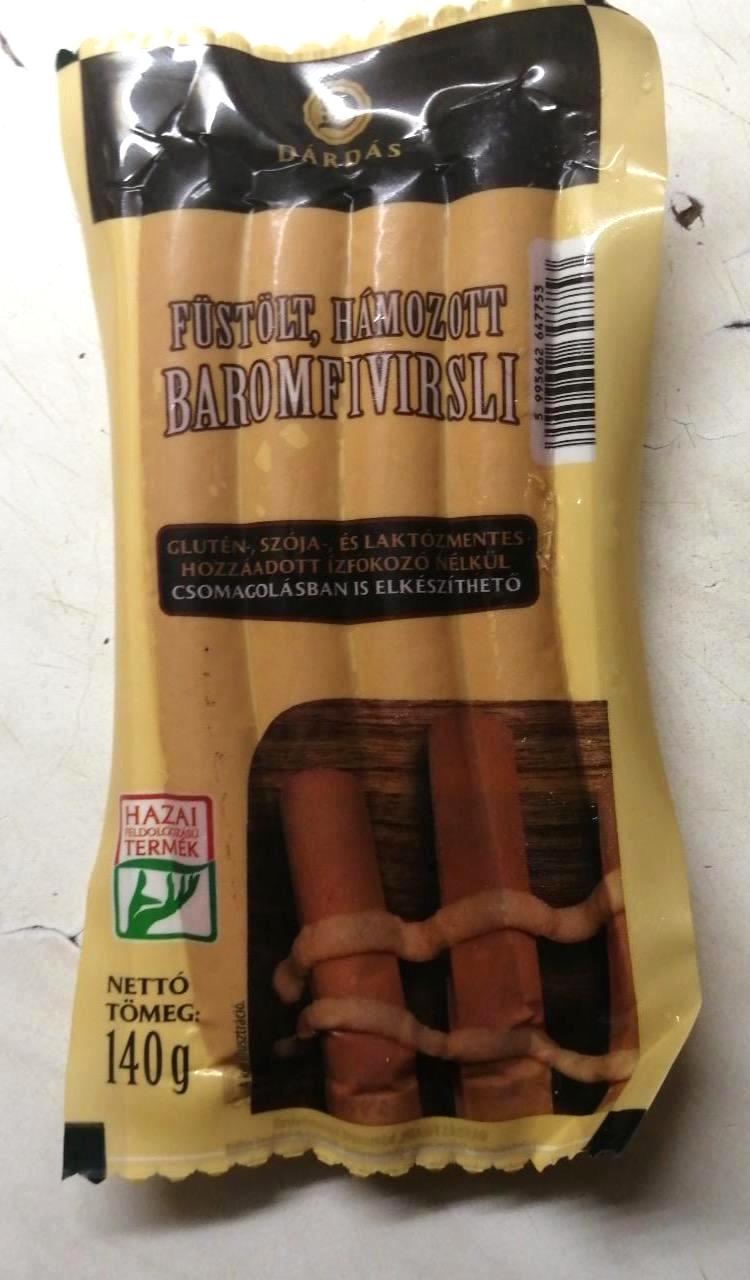 DÁRDÁS
FÜSTÖLT, HÁMOZOTT
BAROMFIVIRSLI
5 995662 647753
GLUTÉN-, SZÓJA-, ÉS LAKTÓZMENTES
HOZZÁADOTT ÍZFOKOZÓ NÉLKÜL
CSOMAGOLÁSBAN IS ELKÉSZÍTHETŐ
HAZAI
FELDOLGOZÁSÚ
TERMÉK
NETTÓ
TÖMEG:
140 g